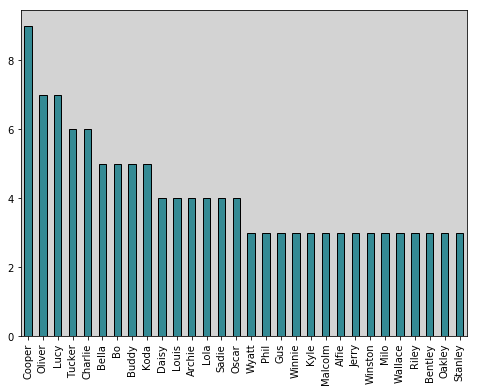 8
6
4
2
0
Cooper
Oliver
Lucy
Tucker
Charlie
Bella
Bo
Buddy
Koda
Daisy
Louis
Archie
Lola
Sadie
Oscar
Wyatt
Phil
Gus
Winnie
Kyle
Malcolm
Alfie
Jerry
Winston
Milo
Wallace
Riley
Bentley
Oakley
Stanley